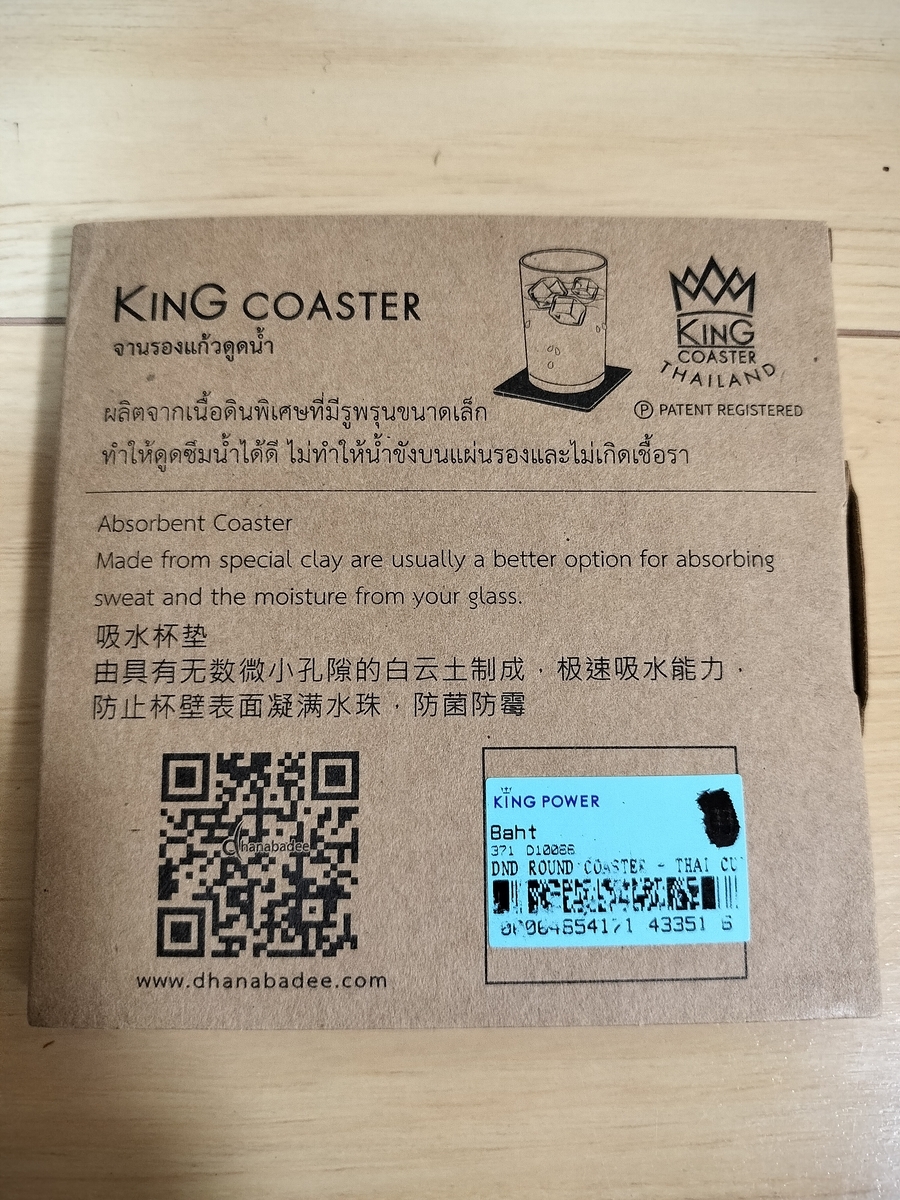 KING COASTER
จานรองแก้วดูดน้ำ
KING
COASTER
THAILAND
Ⓟ PATENT REGISTERED
ผลิตจากเนื้อดินพิเศษที่มีรูพรุนขนาดเล็ก
ทำให้ดูดซึมน้ำได้ดี ไม่ทำให้น้ำขังบนแผ่นรองและไม่เกิดเชื้อรา
Absorbent Coaster
Made from special clay are usually a better option for absorbing
sweat and the moisture from your glass.
吸水杯垫
由具有无数微小孔隙的白云土制成，极速吸水能力，
防止杯壁表面凝满水珠，防菌防霉
Dhanabadee
www.dhanabadee.com
KING POWER
Baht
371
DND ROUND COASTER - THAI CU
43351 6